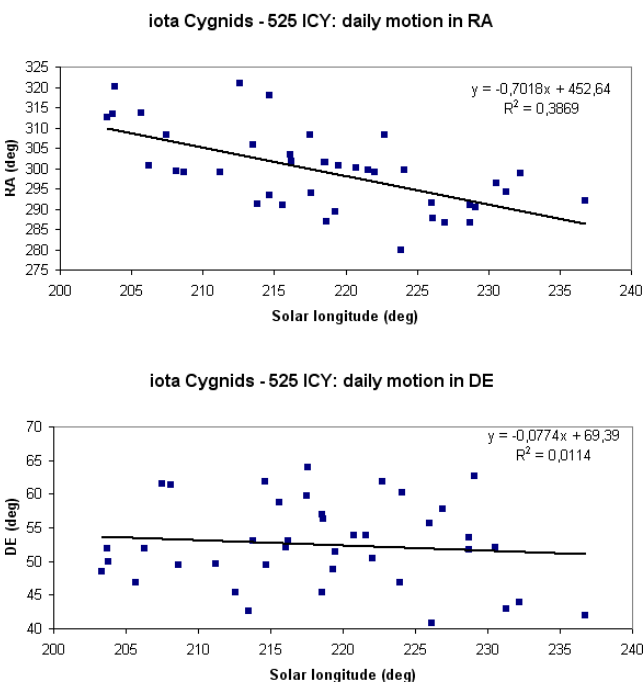 iota Cygnids - 525 ICY: daily motion in RA
325
320
315
310
305
300
295
290
285
280
275
RA (deg)
y = -0,7018x + 452,64
R² = 0,3869
200 205 210 215 220 225 230 235 240
Solar longitude (deg)
iota Cygnids - 525 ICY: daily motion in DE
70
65
60
55
50
45
40
DE (deg)
y = -0,0774x + 69,39
R² = 0,0114
200 205 210 215 220 225 230 235 240
Solar longitude (deg)